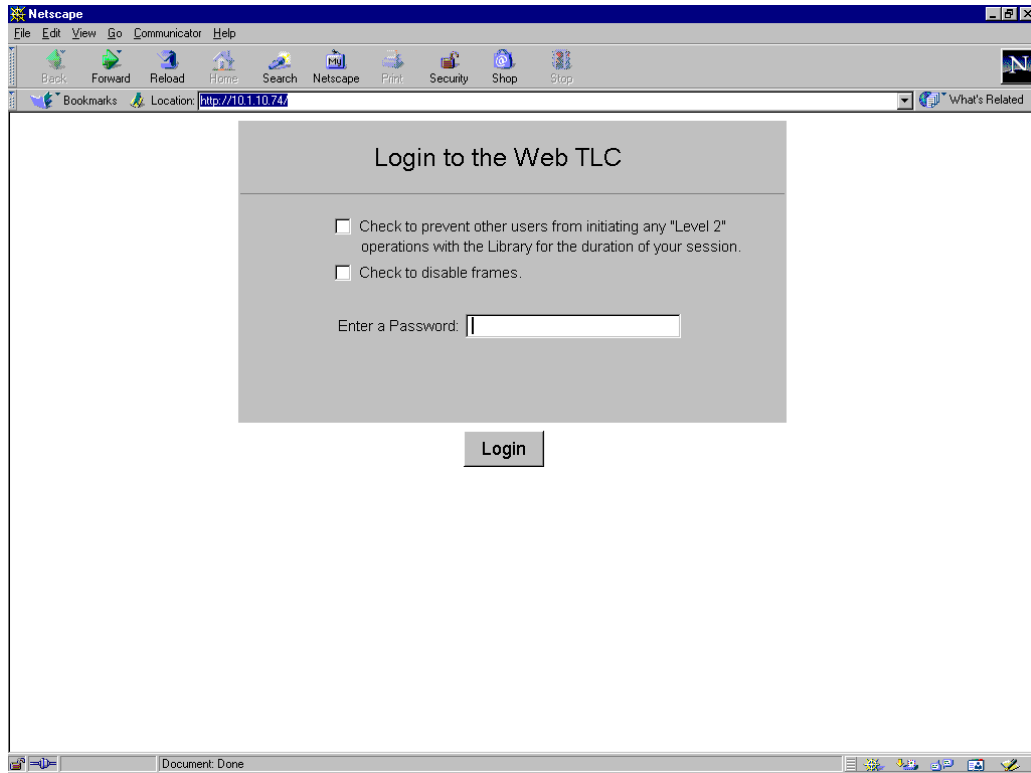 Netscape
File Edit View Go Communicator Help
My
Back Forward Reload Home Search Netscape Print Security Shop Stop
N
Bookmarks Location: http://10.1.10.74/ What's Related
Login to the Web TLC
Check to prevent other users from initiating any "Level 2"
operations with the Library for the duration of your session.
Check to disable frames.
Enter a Password:
Login
Document: Done